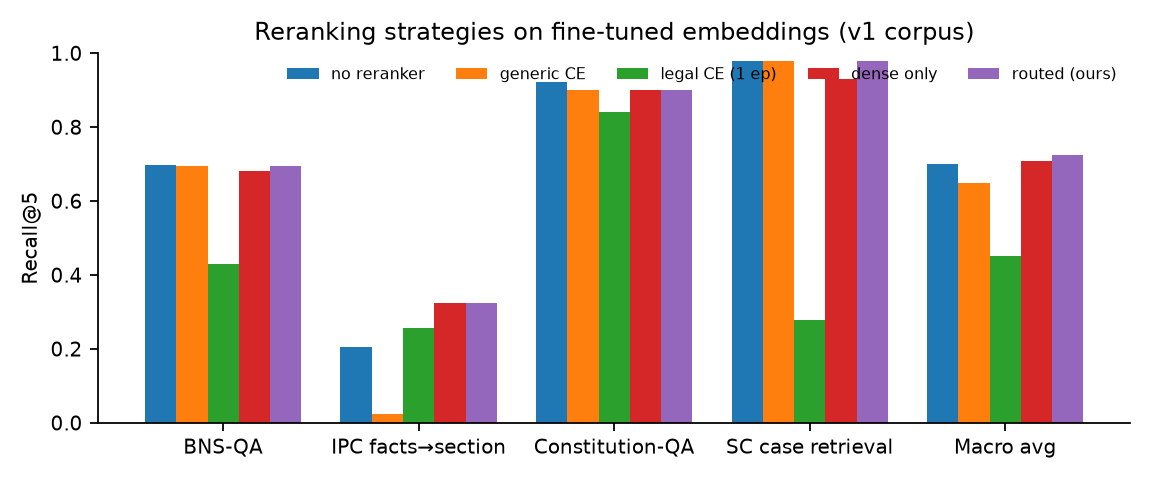 Reranking strategies on fine-tuned embeddings (v1 corpus)
no reranker generic CE legal CE (1 ep) dense only routed (ours)
Recall@5
1.0
0.8
0.6
0.4
0.2
0.0
BNS-QA IPC facts→section Constitution-QA SC case retrieval Macro avg